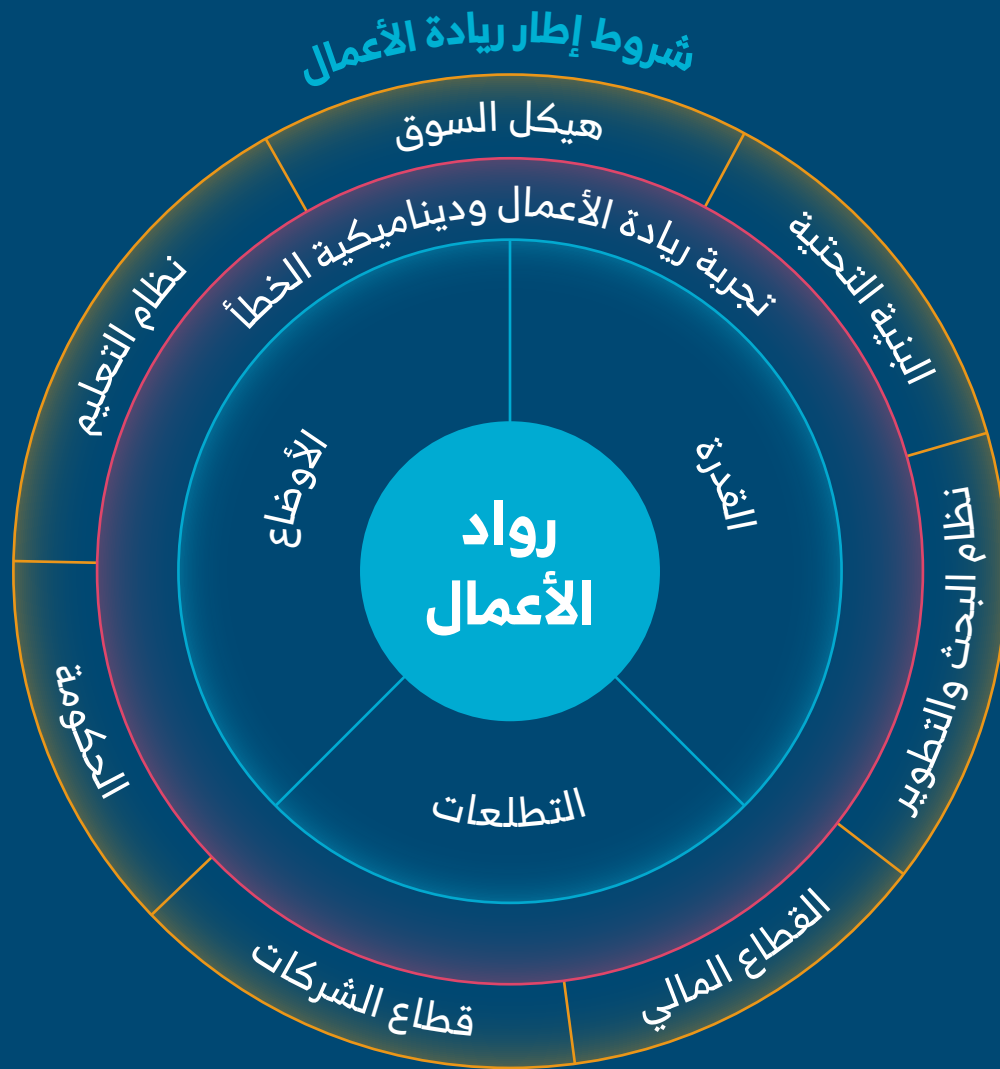 شروط إطار ريادة الأعمال
هيكل السوق
البنية التحتية
نظام البحث والتطوير
القطاع المالي
قطاع الشركات
الحكومة
نظام التعليم
تجربة ريادة الأعمال وديناميكية الخطأ
القدرة
التطلعات
الأوضاع
رواد
الأعمال